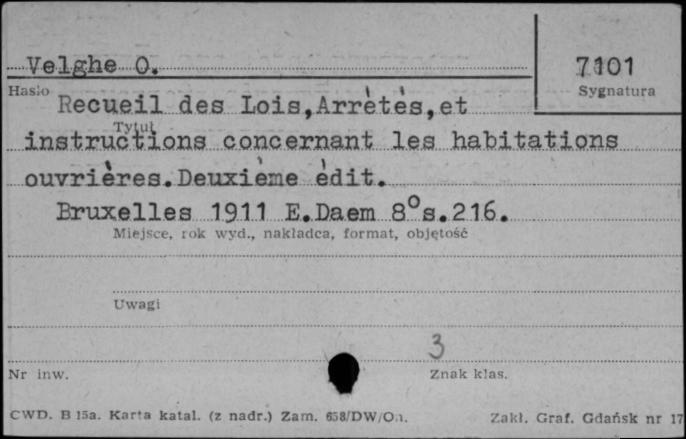 Velghe O.
7101
Hasło
Sygnatura
Recueil des Lois,Arrètès,et
Tytuł
instructions concernant les habitations
ouvrières.Deuxième èdit.
Bruxelles 1911 E.Daem 8°s.216.
Miejsce, rok wyd., nakładca, format, objętość
Uwagi
3
Nr inw.
Znak klas.
CWD. B 15a. Karta katal. (z nadr.) Zam. 658/DW/On.
Zakł. Graf. Gdańsk nr 17